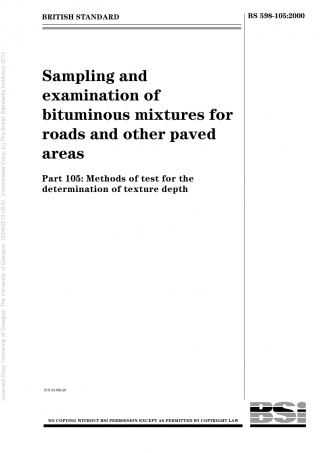 BRITISH STANDARD
BS 598-105:2000
Sampling and
examination of
bituminous mixtures for
roads and other paved
areas
Part 105: Methods of test for the
determination of texture depth
NO COPYING WITHOUT BSI PERMISSION EXCEPT AS PERMITTED BY COPYRIGHT LAW
BSi